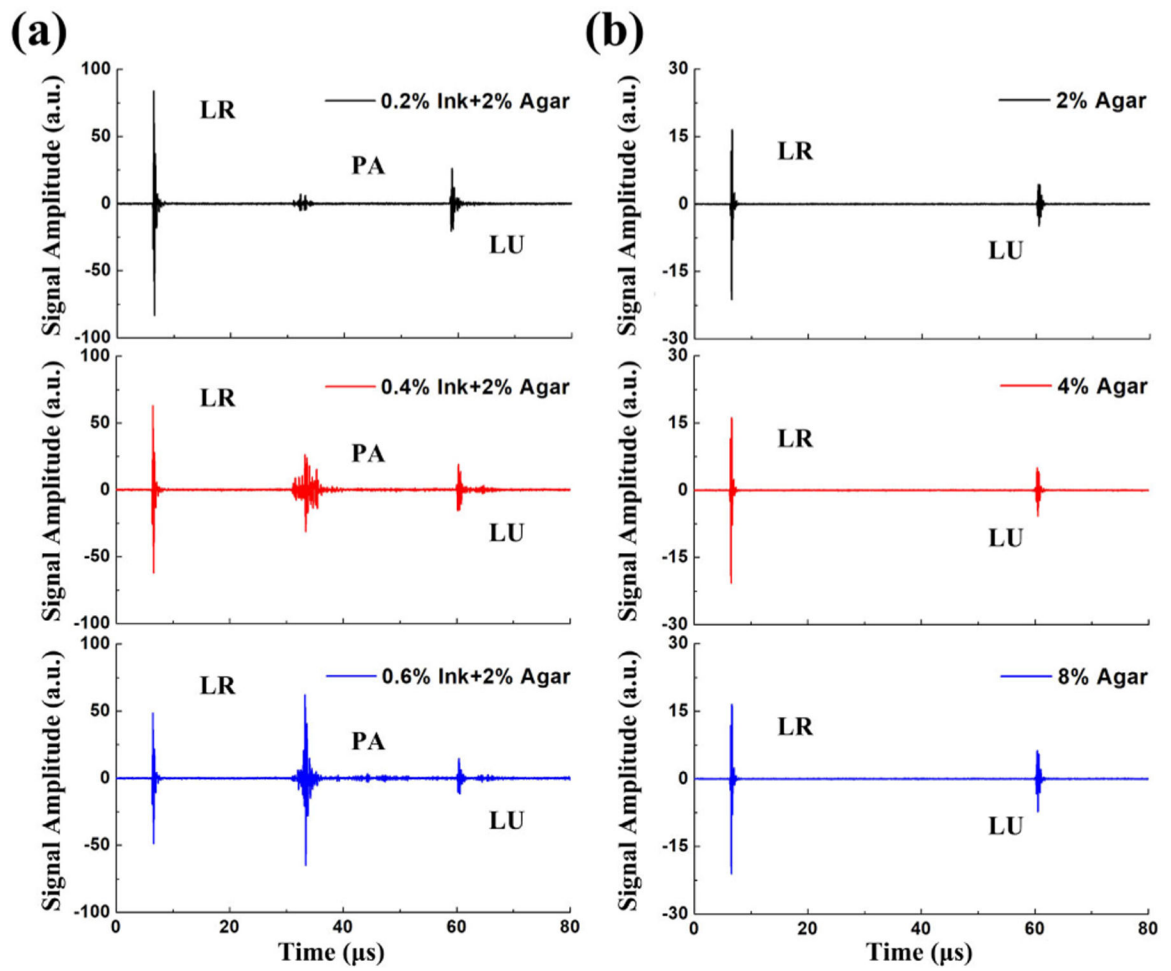 (a)
Signal Amplitude (a.u.)
100
50
0
-50
-100
0.2% Ink+2% Agar
LR
PA
LU
Signal Amplitude (a.u.)
100
50
0
-50
-100
0.4% Ink+2% Agar
LR
PA
LU
Signal Amplitude (a.u.)
100
50
0
-50
-100
0.6% Ink+2% Agar
LR
PA
LU
0 20 40 60 80
Time (μs)
(b)
Signal Amplitude (a.u.)
30
15
0
-15
-30
2% Agar
LR
LU
Signal Amplitude (a.u.)
30
15
0
-15
-30
4% Agar
LR
LU
Signal Amplitude (a.u.)
30
15
0
-15
-30
8% Agar
LR
LU
0 20 40 60 80
Time (μs)